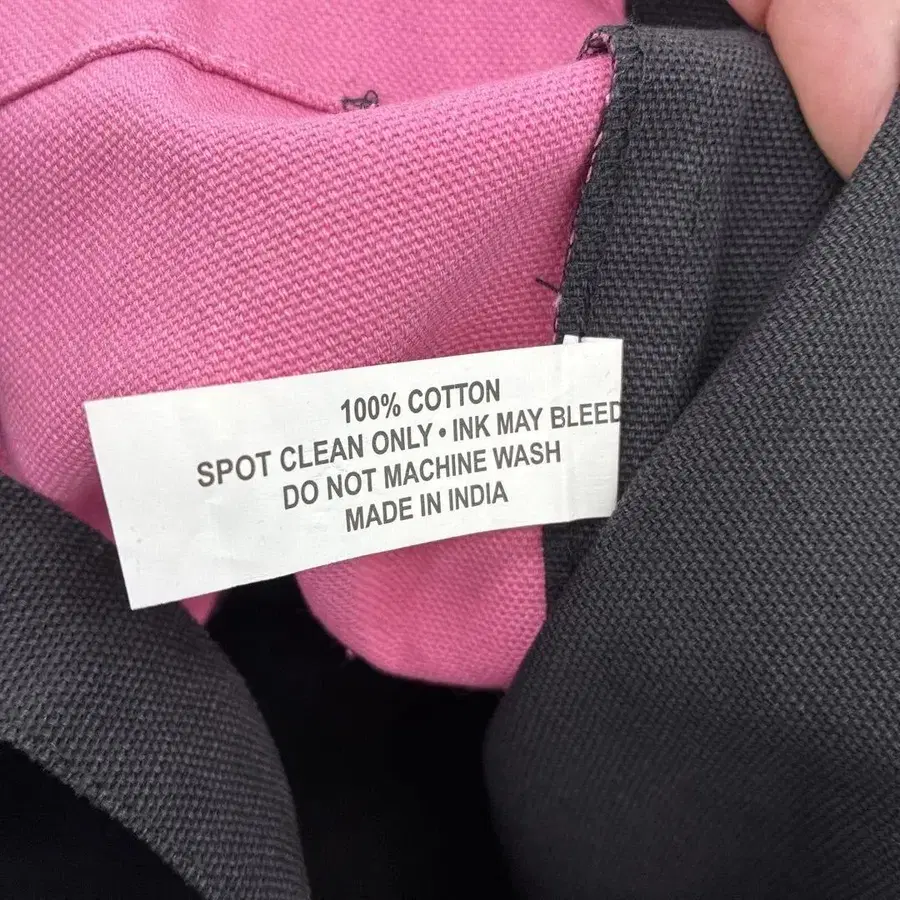 100% COTTON
SPOT CLEAN ONLY • INK MAY BLEED
DO NOT MACHINE WASH
MADE IN INDIA